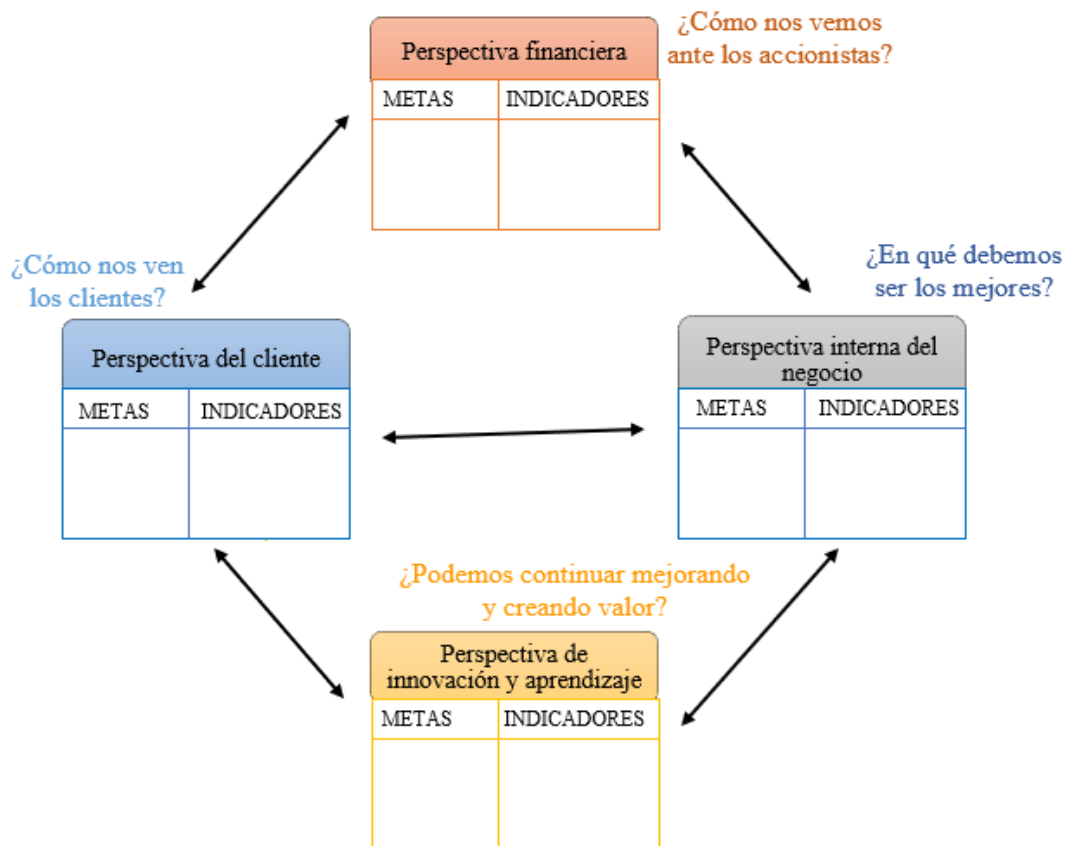 ¿Cómo nos vemos
ante los accionistas?
Perspectiva financiera
METAS INDICADORES
¿Cómo nos ven
los clientes?
¿En qué debemos
ser los mejores?
Perspectiva del cliente
METAS INDICADORES
Perspectiva interna del
negocio
METAS INDICADORES
¿Podemos continuar mejorando
y creando valor?
Perspectiva de
innovación y aprendizaje
METAS INDICADORES